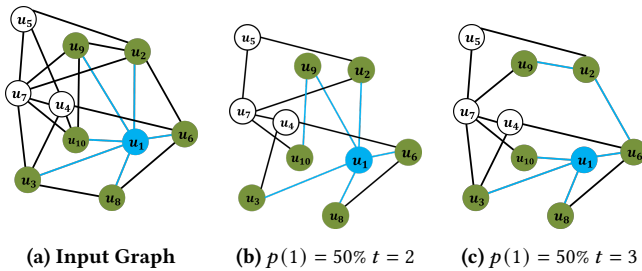 u5 u9 u2 u7 u4 u10 u1 u6 u3 u8
u5 u9 u2 u7 u4 u10 u1 u6 u3 u8
u5 u9 u2 u7 u4 u10 u1 u6 u3 u8
(a) Input Graph (b) p(1) = 50% t = 2 (c) p(1) = 50% t = 3